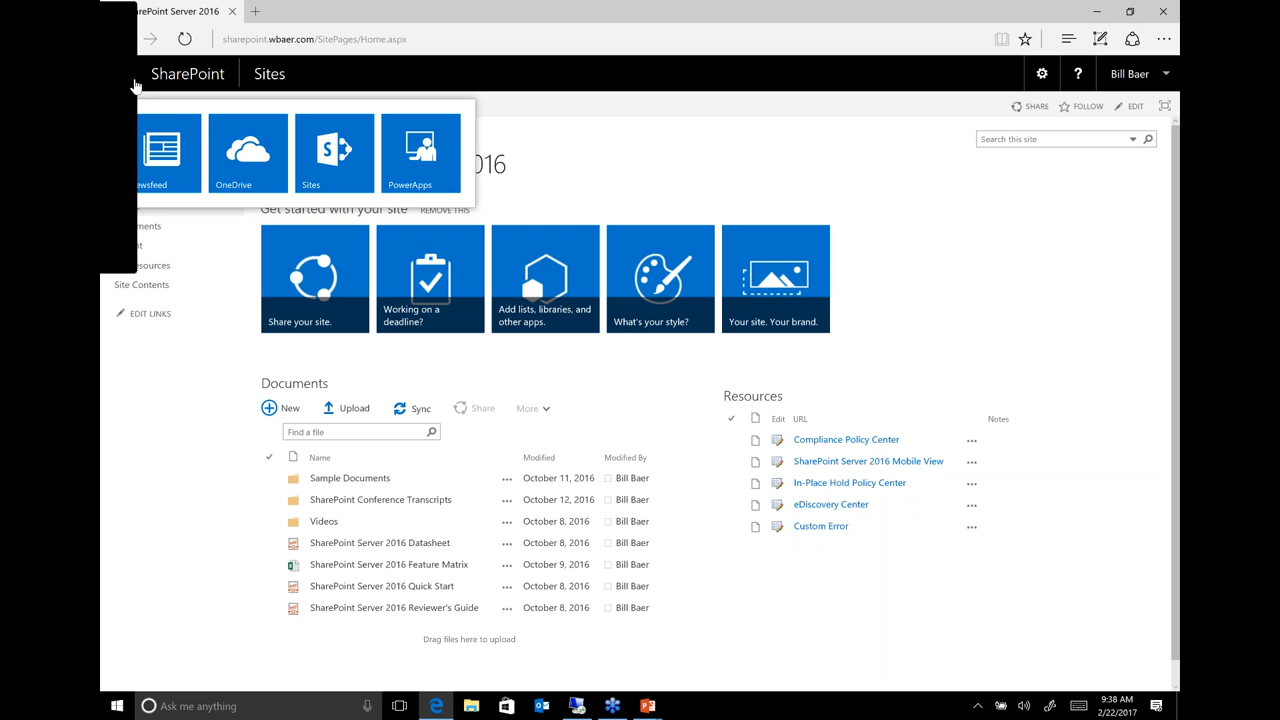 arePoint Server 2016
sharepoint.wbaer.com/SitePages/Home.aspx
SharePoint Sites Bill Baer
SHARE FOLLOW EDIT
Search this site
016
ewsfeed OneDrive Sites PowerApps
Get started with your site REMOVE THIS
ments
nt
esources
Site Contents
EDIT LINKS
Share your site.
Working on a
deadline?
Add lists, libraries, and
other apps.
What's your style?
Your site. Your brand.
Documents
New Upload Sync Share More
Find a file
Name Modified Modified By
Sample Documents ... October 11, 2016 Bill Baer
SharePoint Conference Transcripts ... October 12, 2016 Bill Baer
Videos ... October 8, 2016 Bill Baer
SharePoint Server 2016 Datasheet ... October 8, 2016 Bill Baer
SharePoint Server 2016 Feature Matrix ... October 9, 2016 Bill Baer
SharePoint Server 2016 Quick Start ... October 8, 2016 Bill Baer
SharePoint Server 2016 Reviewer's Guide ... October 8, 2016 Bill Baer
Drag files here to upload
Resources
Edit URL Notes
Compliance Policy Center ...
SharePoint Server 2016 Mobile View ...
In-Place Hold Policy Center ...
eDiscovery Center ...
Custom Error ...
Ask me anything
9:38 AM
2/22/2017